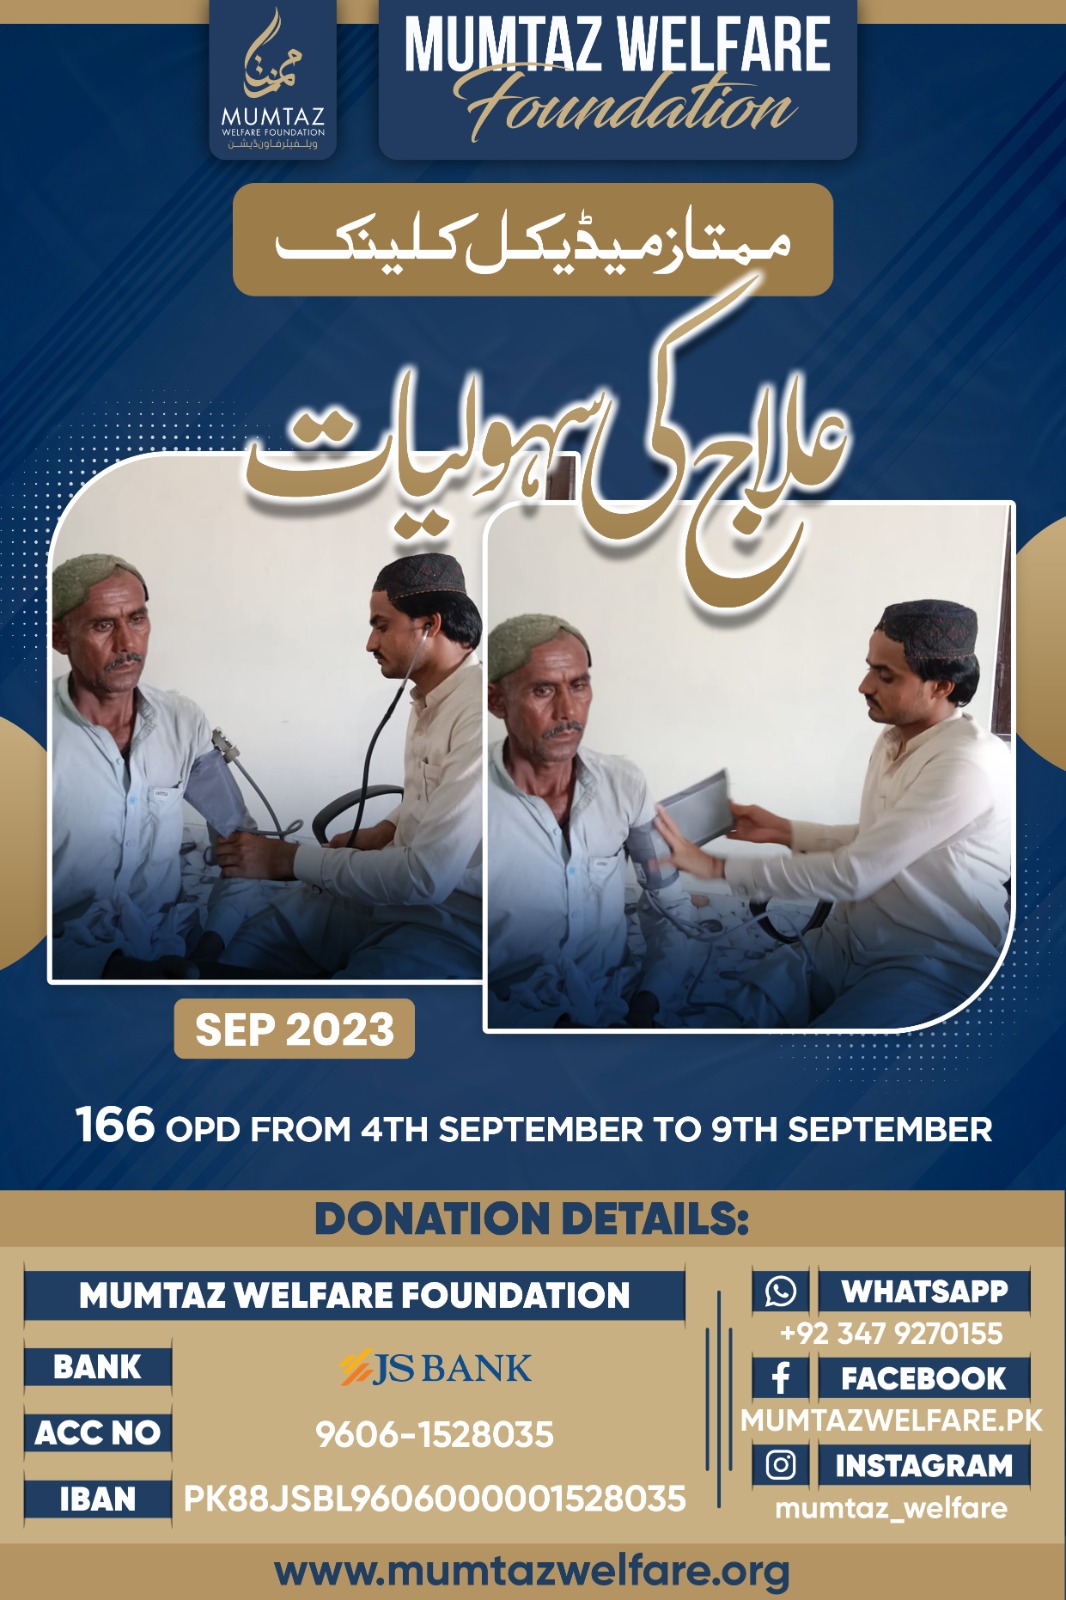 ممتاز
MUMTAZ
WELFARE FOUNDATION
ویلفیئر فاونڈیشن
MUMTAZ WELFARE
Foundation
ممتاز میڈیکل کلینک
علاج کی سہولیات
SEP 2023
166 OPD FROM 4TH SEPTEMBER TO 9TH SEPTEMBER
DONATION DETAILS:
MUMTAZ WELFARE FOUNDATION
BANK
JS BANK
ACC NO
9606-1528035
IBAN
PK88JSBL9606000001528035
WHATSAPP
+92 347 9270155
FACEBOOK
MUMTAZWELFARE.PK
INSTAGRAM
mumtaz_welfare
www.mumtazwelfare.org